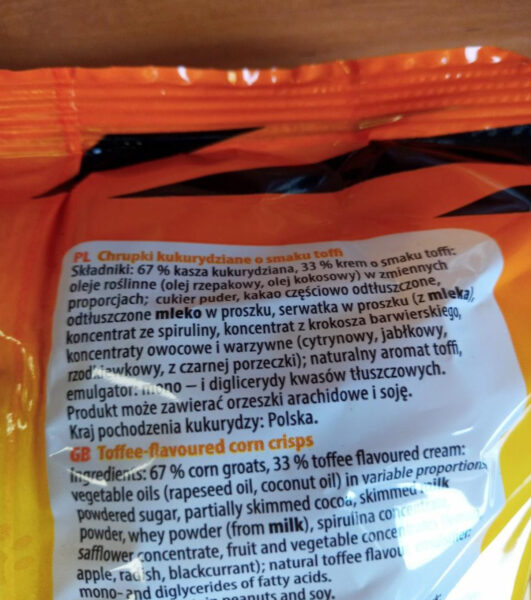 PL Chrupki kukurydziane o smaku toffi
Składniki: 67 % kasza kukurydziana, 33 % krem o smaku toffi:
oleje roślinne (olej rzepakowy, olej kokosowy) w zmiennych
proporcjach; cukier puder, kakao częściowo odtłuszczone,
odtłuszczone mleko w proszku, serwatka w proszku (z mleka),
koncentrat ze spiruliny, koncentrat z krokosza barwierskiego,
koncentraty owocowe i warzywne (cytrynowy, jabłkowy,
rzodkiewkowy, z czarnej porzeczki); naturalny aromat toffi,
emulgator: mono – i diglicerydy kwasów tłuszczowych.
Produkt może zawierać orzeszki arachidowe i soję.
Kraj pochodzenia kukurydzy: Polska.
GB Toffee-flavoured corn crisps
Ingredients: 67 % corn groats, 33 % toffee flavoured cream:
vegetable oils (rapeseed oil, coconut oil) in variable proportions,
powdered sugar, partially skimmed cocoa, skimmed milk
powder, whey powder (from milk), spirulina
safflower concentrate, fruit and vegetable
apple, radish, blackcurrant); natural toffee
mono- and diglycerides of fatty acids.
in peanuts and soy.